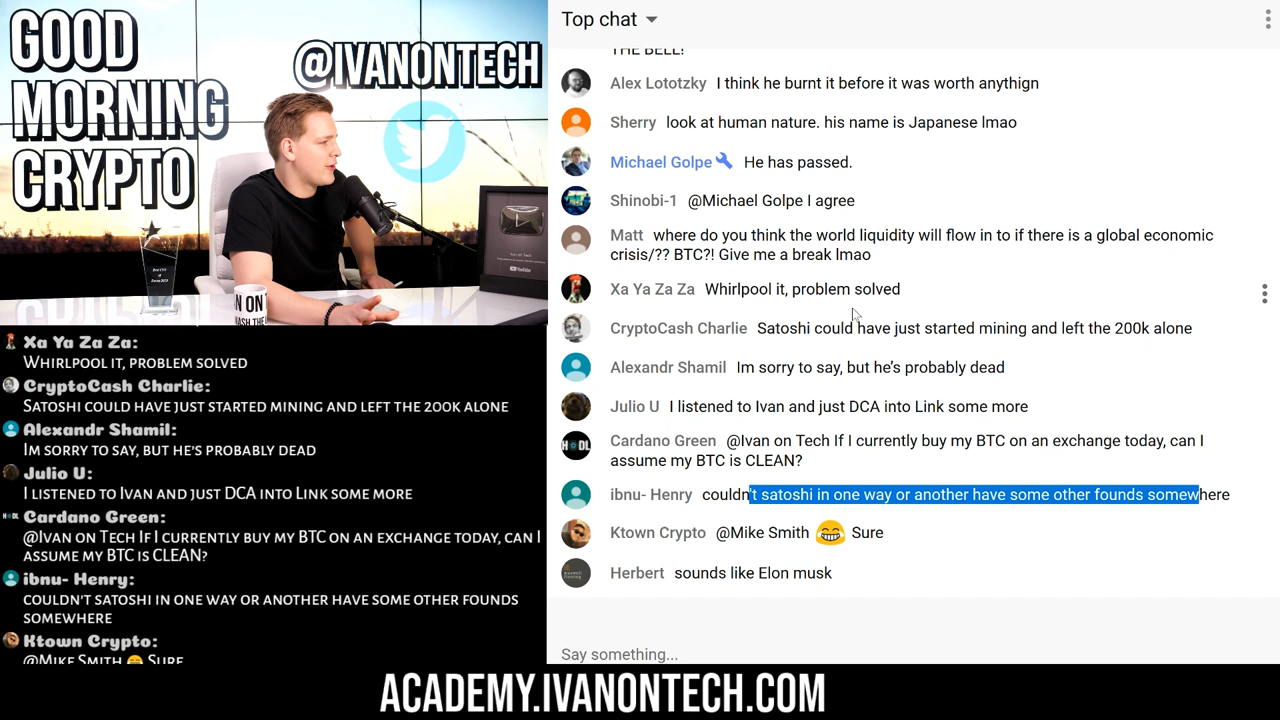 GOOD
MORNING
CRYPTO
@IVANONTECH
Xa Ya Za Za:
WHIRLPOOL IT, PROBLEM SOLVED
CryptoCash Charlie:
SATOSHI COULD HAVE JUST STARTED MINING AND LEFT THE 200K ALONE
Alexandr Shamil:
IM SORRY TO SAY, BUT HE'S PROBABLY DEAD
Julio U:
I LISTENED TO IVAN AND JUST DCA INTO LINK SOME MORE
Cardano Green:
@IVAN ON TECH IF I CURRENTLY BUY MY BTC ON AN EXCHANGE TODAY, CAN I
ASSUME MY BTC IS CLEAN?
ibnu- Henry:
COULDN'T SATOSHI IN ONE WAY OR ANOTHER HAVE SOME OTHER FOUNDS
SOMEWHERE
Ktown Crypto:
@MIKE SMITH 😁 SURE
Top chat
THE BELL!
Alex Lototzky I think he burnt it before it was worth anythign
Sherry look at human nature. his name is Japanese lmao
Michael Golpe He has passed.
Shinobi-1 @Michael Golpe I agree
Matt where do you think the world liquidity will flow in to if there is a global economic
crisis/?? BTC?! Give me a break lmao
Xa Ya Za Za Whirlpool it, problem solved
CryptoCash Charlie Satoshi could have just started mining and left the 200k alone
Alexandr Shamil Im sorry to say, but he's probably dead
Julio U I listened to Ivan and just DCA into Link some more
Cardano Green @Ivan on Tech If I currently buy my BTC on an exchange today, can I
assume my BTC is CLEAN?
ibnu- Henry couldn't satoshi in one way or another have some other founds somewhere
Ktown Crypto @Mike Smith 😁 Sure
Herbert sounds like Elon musk
Say something...
ACADEMY.IVANONTECH.COM